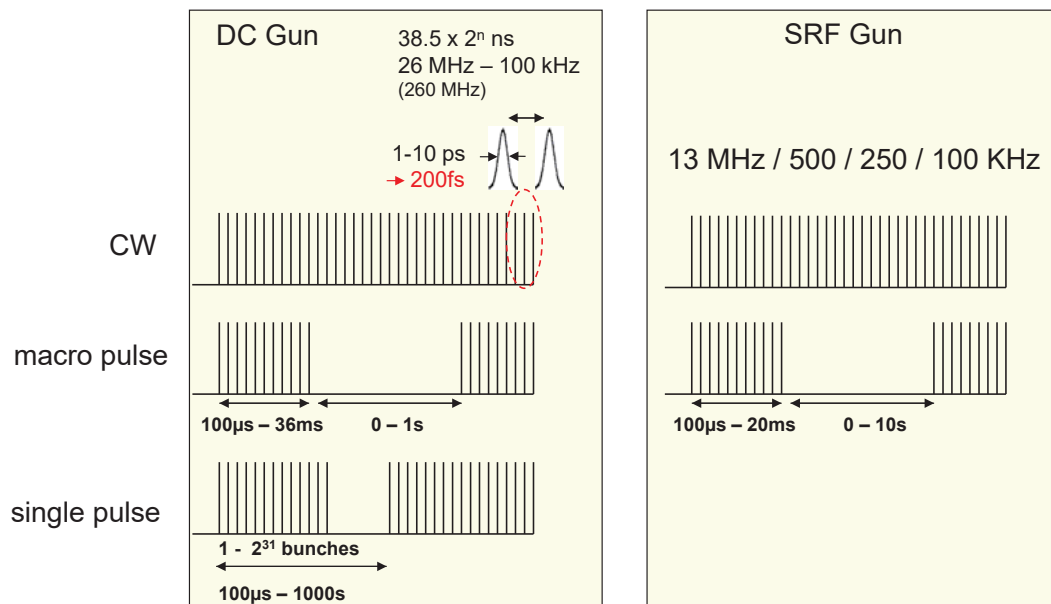 DC Gun
38.5 x 2ⁿ ns
26 MHz – 100 kHz
(260 MHz)
1-10 ps
200fs
SRF Gun
13 MHz / 500 / 250 / 100 KHz
CW
macro pulse
100µs – 36ms
0 – 1s
100µs – 20ms
0 – 10s
single pulse
1 - 2³¹ bunches
100µs – 1000s